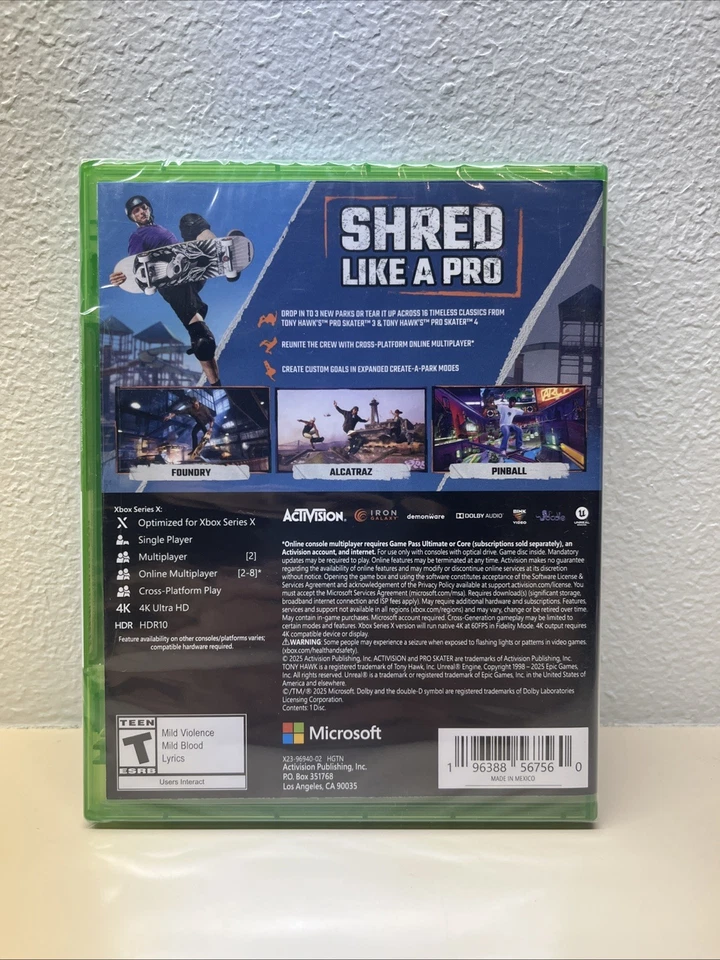 SHRED
LIKE A PRO
DROP IN TO 3 NEW PARKS OR TEAR IT UP ACROSS 16 TIMELESS CLASSICS FROM
TONY HAWK'S™ PRO SKATER™ 3 & TONY HAWK'S™ PRO SKATER™ 4
REUNITE THE CREW WITH CROSS-PLATFORM ONLINE MULTIPLAYER*
CREATE CUSTOM GOALS IN EXPANDED CREATE-A-PARK MODES
FOUNDRY
ALCATRAZ
PINBALL
Xbox Series X:
Optimized for Xbox Series X
Single Player
Multiplayer [2]
Online Multiplayer [2-8]*
Cross-Platform Play
4K 4K Ultra HD
HDR HDR10
Feature availability on other consoles/platforms varies;
compatible hardware required.
ACTIVISION. IRON GALAXY demonware DOLBY AUDIO BINK VIDEO
*Online console multiplayer requires Game Pass Ultimate or Core (subscriptions sold separately), an
Activision account, and internet. For use only with consoles with optical drive. Game disc inside. Mandatory
updates may be required to play. Online features may be terminated at any time. Activision makes no guarantee
regarding the availability of online features and may modify or discontinue online services at its discretion
without notice. Opening the game box and using the software constitutes acceptance of the Software License &
Services Agreement and acknowledgement of the Privacy Policy available at support.activision.com/license. You
must accept the Microsoft Services Agreement (microsoft.com/msa). Requires download(s) (significant storage,
broadband internet connection and ISP fees apply). May require additional hardware and subscriptions. Features,
services and support not available in all regions (xbox.com/regions) and may vary, change or be retired over time.
May contain in-game purchases. Microsoft account required. Cross-Generation gameplay may be limited to
certain modes or features. Xbox Series X version will run native 4K at 60FPS in Fidelity Mode. 4K output requires
4K compatible device or display.
⚠WARNING: Some people may experience a seizure when exposed to flashing lights or patterns in video games
(xbox.com/healthandsafety).
© 2025 Activision Publishing, Inc. ACTIVISION and PRO SKATER are trademarks of Activision Publishing, Inc.
TONY HAWK is a registered trademark of Tony Hawk, Inc. Unreal® Engine, Copyright 1998 – 2025 Epic Games,
Inc. All rights reserved. Unreal® is a registered trademark of Epic Games, Inc. in the United States of
America and elsewhere.
©/TM/® 2025 Microsoft. Dolby and the double-D symbol are registered trademarks of Dolby Laboratories
Licensing Corporation.
Contents: 1 Disc.
TEEN
T
ESRB
Mild Violence
Mild Blood
Lyrics
Users Interact
Microsoft
X23-96940-02 HGTN
Activision Publishing, Inc.
P.O. Box 351768
Los Angeles, CA 90035
1 96388 56756 0
MADE IN MEXICO